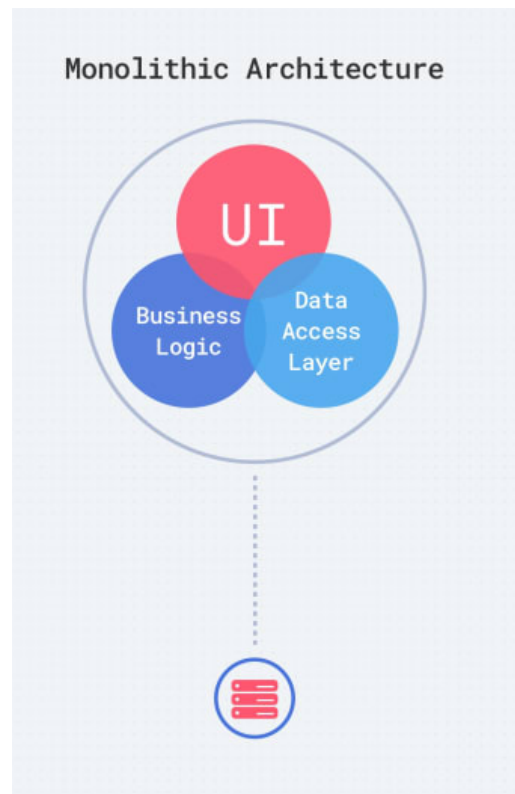 Monolithic Architecture
UI
Business
Logic
Data
Access
Layer